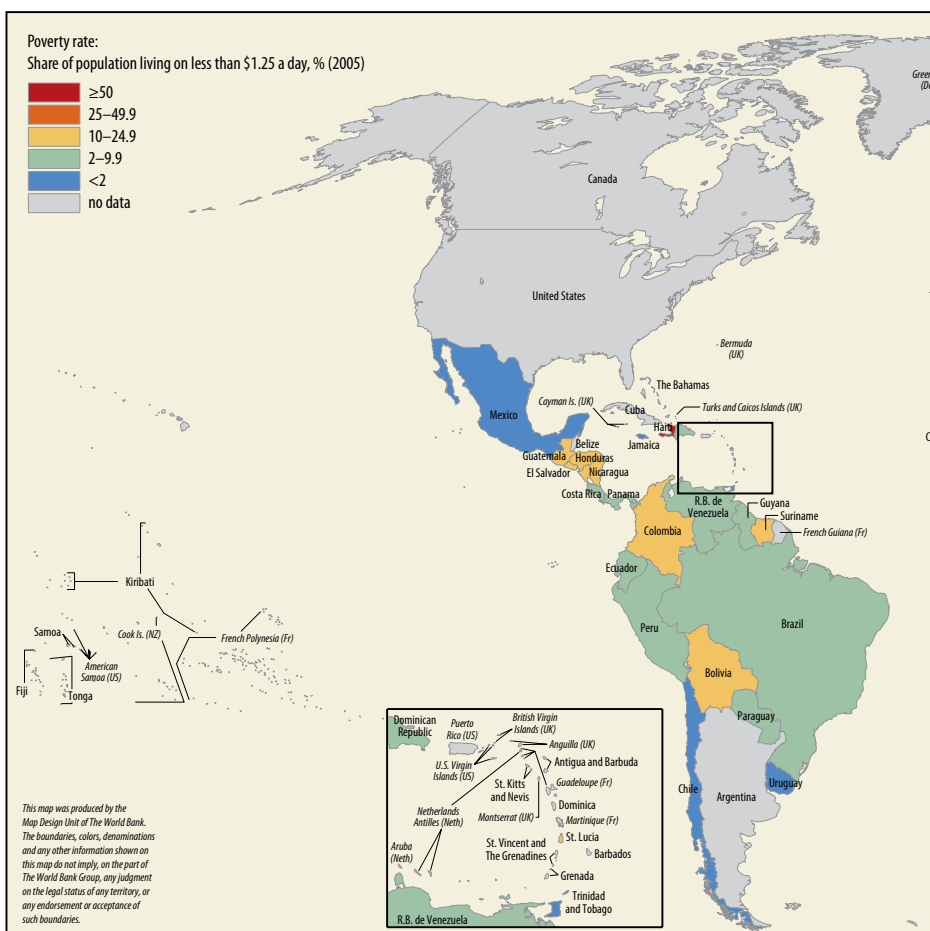 Poverty rate:
Share of population living on less than $1.25 a day, % (2005)
≥50
25–49.9
10–24.9
2–9.9
<2
no data
Canada
United States
Bermuda
(UK)
The Bahamas
Cayman Is. (UK)
Cuba
Turks and Caicos Islands (UK)
Mexico
Haiti
Belize
Jamaica
Guatemala
Honduras
El Salvador
Nicaragua
Costa Rica
Panama
R.B. de
Venezuela
Guyana
Suriname
French Guiana (Fr)
Colombia
Ecuador
Kiribati
Peru
Brazil
Samoa
Cook Is. (NZ)
French Polynesia (Fr)
American
Samoa (US)
Fiji
Tonga
Bolivia
Paraguay
Chile
Argentina
Uruguay
Dominican
Republic
Puerto
Rico (US)
British Virgin
Islands (UK)
Anguilla (UK)
U.S. Virgin
Islands (US)
Antigua and Barbuda
St. Kitts
and Nevis
Guadeloupe (Fr)
Netherlands
Antilles (Neth)
Montserrat (UK)
Dominica
Martinique (Fr)
St. Lucia
Aruba
(Neth)
St. Vincent and
The Grenadines
Barbados
Grenada
Trinidad
and Tobago
R.B. de Venezuela
This map was produced by the
Map Design Unit of The World Bank.
The boundaries, colors, denominations
and any other information shown on
this map do not imply, on the part of
The World Bank Group, any judgment
on the legal status of any territory, or
any endorsement or acceptance of
such boundaries.